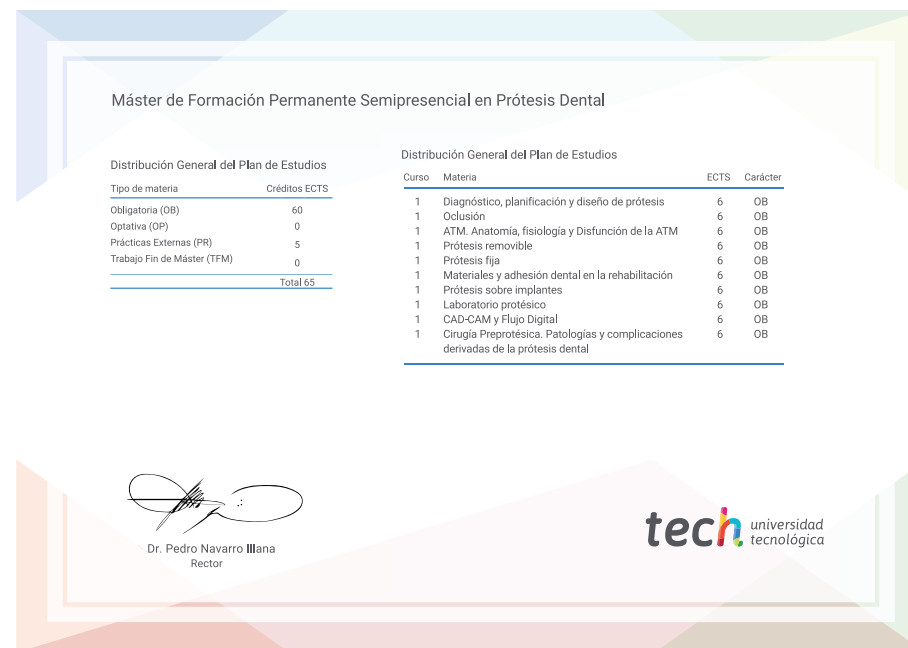 Máster de Formación Permanente Semipresencial en Prótesis Dental
Distribución General del Plan de Estudios
Tipo de materia Créditos ECTS
Obligatoria (OB) 60
Optativa (OP) 0
Prácticas Externas (PR) 5
Trabajo Fin de Máster (TFM) 0
Total 65
Distribución General del Plan de Estudios
Curso Materia ECTS Carácter
1 Diagnóstico, planificación y diseño de prótesis 6 OB
1 Oclusión 6 OB
1 ATM. Anatomía, fisiología y Disfunción de la ATM 6 OB
1 Prótesis removible 6 OB
1 Prótesis fija 6 OB
1 Materiales y adhesión dental en la rehabilitación 6 OB
1 Prótesis sobre implantes 6 OB
1 Laboratorio protésico 6 OB
1 CAD-CAM y Flujo Digital 6 OB
1 Cirugía Preprotésica. Patologías y complicaciones 6 OB
derivadas de la prótesis dental
Dr. Pedro Navarro Illana
Rector
tech universidad
tecnológica